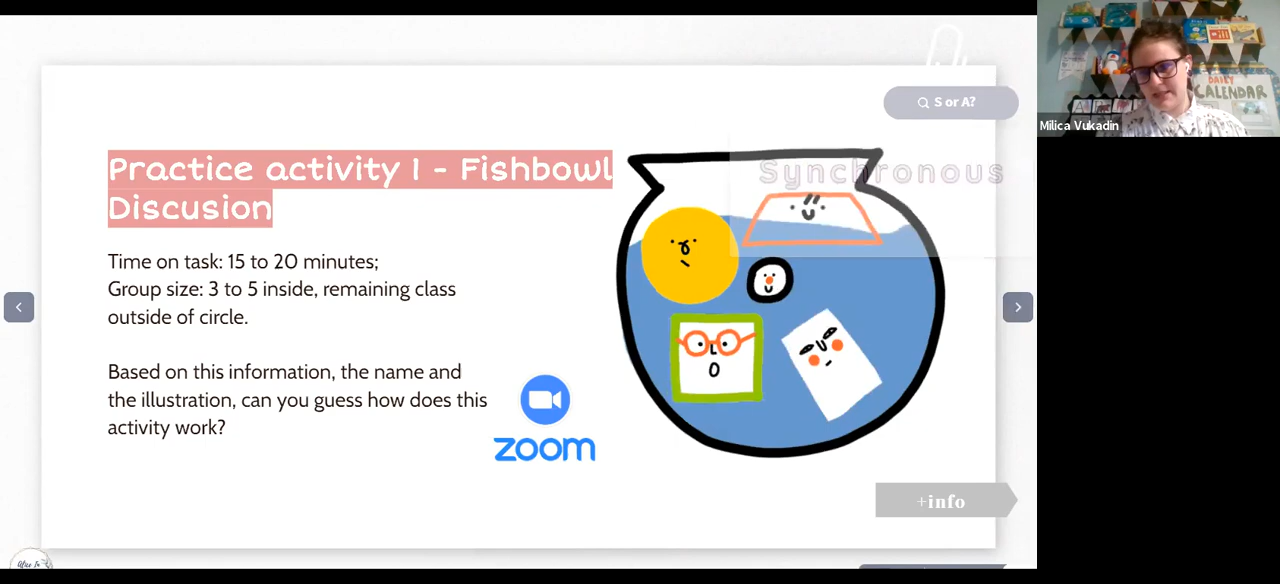 S or A?
Practice activity 1 - Fishbowl
Discusion
Synchronous
Time on task: 15 to 20 minutes;
Group size: 3 to 5 inside, remaining class
outside of circle.
Based on this information, the name and
the illustration, can you guess how does this
activity work?
zoom
+info
Milica Vukadin
DAILY
CALENDAR